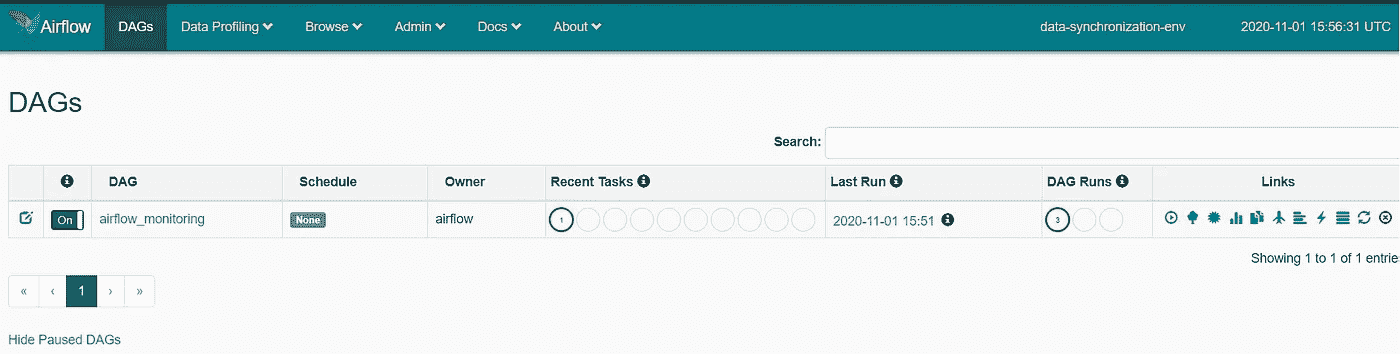 Airflow DAGs Data Profiling Browse Admin Docs About data-synchronization-env 2020-11-01 15:56:31 UTC
DAGs
Search:
DAG Schedule Owner Recent Tasks Last Run DAG Runs Links
On airflow_monitoring None airflow 1 2020-11-01 15:51 3
Showing 1 to 1 of 1 entrie
« ‹ 1 › »
Hide Paused DAGs